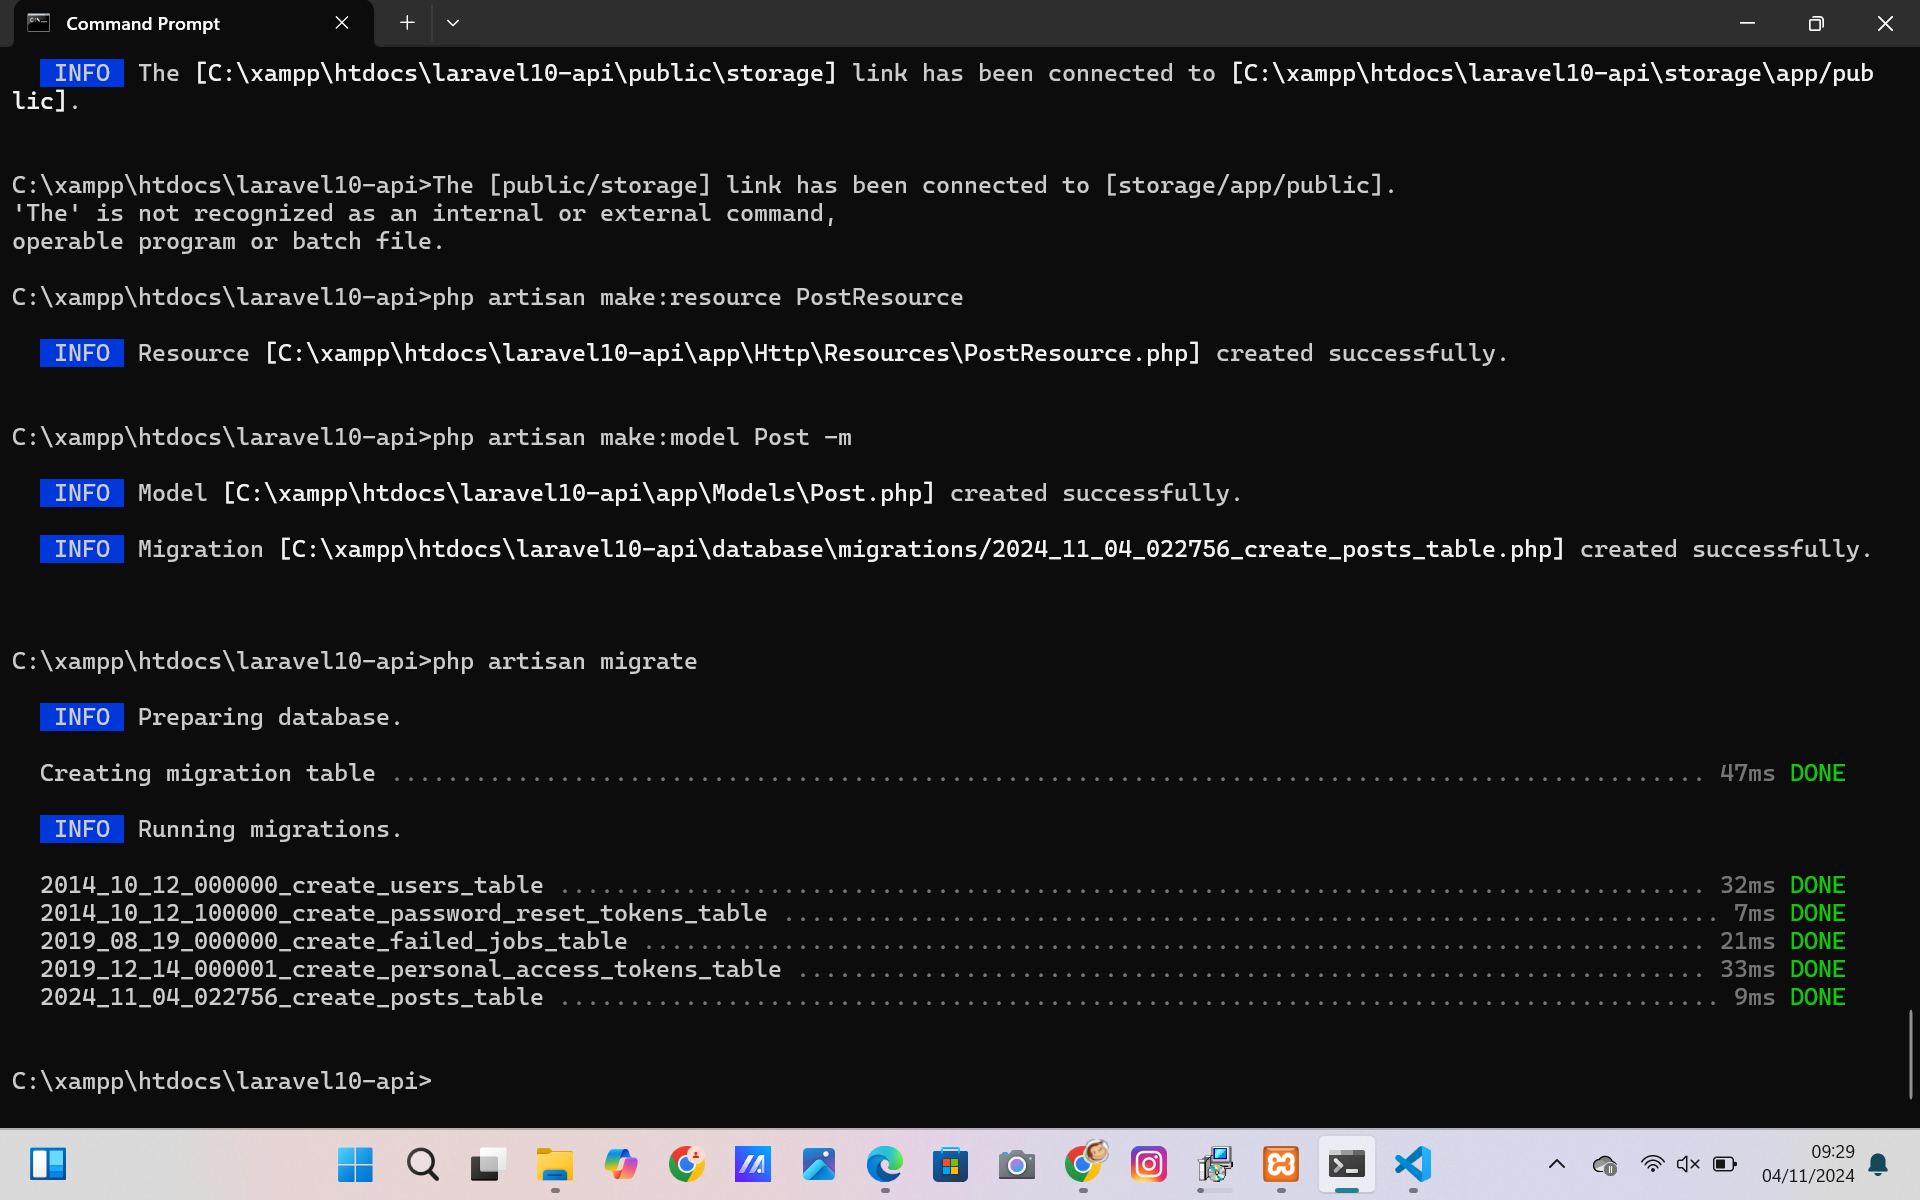 Command Prompt
INFO The [C:\xampp\htdocs\laravel10-api\public\storage] link has been connected to [C:\xampp\htdocs\laravel10-api\storage\app/pub
lic].
C:\xampp\htdocs\laravel10-api>The [public/storage] link has been connected to [storage/app/public].
'The' is not recognized as an internal or external command,
operable program or batch file.
C:\xampp\htdocs\laravel10-api>php artisan make:resource PostResource
INFO Resource [C:\xampp\htdocs\laravel10-api\app\Http\Resources\PostResource.php] created successfully.
C:\xampp\htdocs\laravel10-api>php artisan make:model Post -m
INFO Model [C:\xampp\htdocs\laravel10-api\app\Models\Post.php] created successfully.
INFO Migration [C:\xampp\htdocs\laravel10-api\database\migrations/2024_11_04_022756_create_posts_table.php] created successfully.
C:\xampp\htdocs\laravel10-api>php artisan migrate
INFO Preparing database.
Creating migration table .............................................................................................. 47ms DONE
INFO Running migrations.
2014_10_12_000000_create_users_table .................................................................................. 32ms DONE
2014_10_12_100000_create_password_reset_tokens_table ................................................................... 7ms DONE
2019_08_19_000000_create_failed_jobs_table ............................................................................ 21ms DONE
2019_12_14_000001_create_personal_access_tokens_table ................................................................. 33ms DONE
2024_11_04_022756_create_posts_table ................................................................................... 9ms DONE
C:\xampp\htdocs\laravel10-api>
09:29
04/11/2024